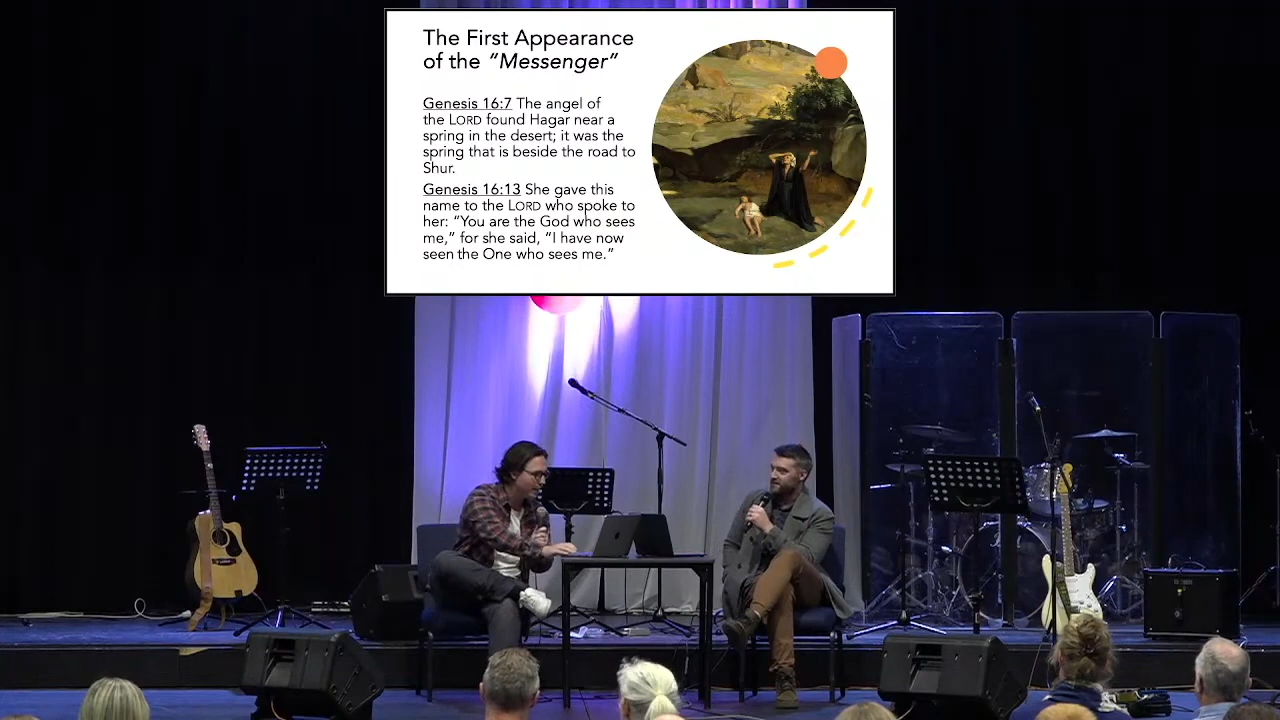 The First Appearance
of the “Messenger”
Genesis 16:7 The angel of
the LORD found Hagar near a
spring in the desert; it was the
spring that is beside the road to
Shur.
Genesis 16:13 She gave this
name to the LORD who spoke to
her: “You are the God who sees
me,” for she said, “I have now
seen the One who sees me.”